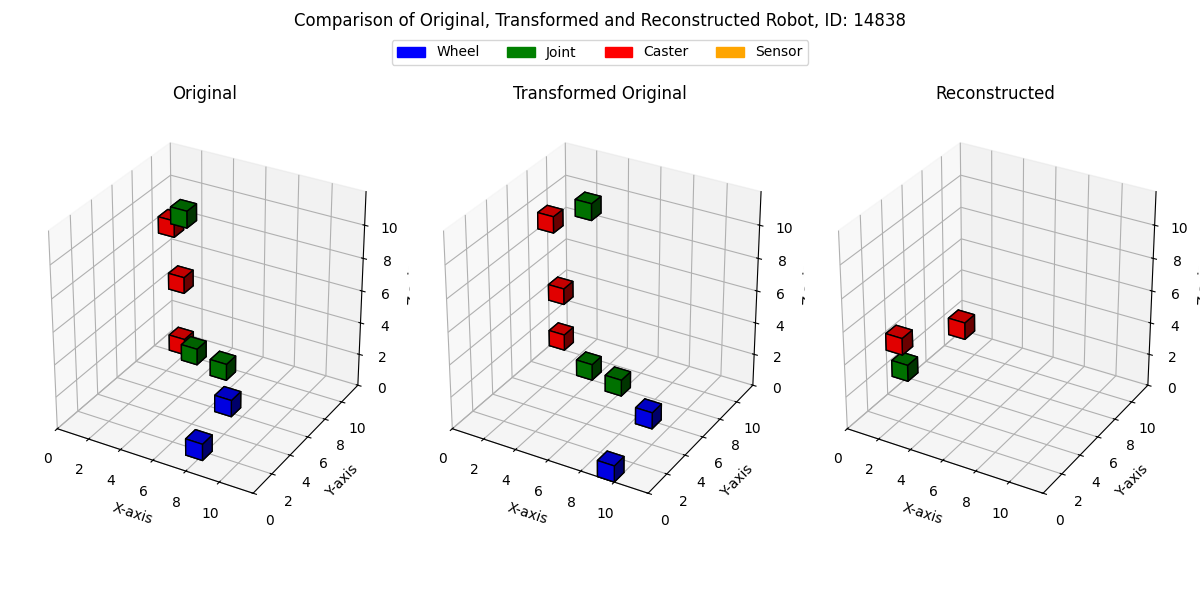 Comparison of Original, Transformed and Reconstructed Robot, ID: 14838
Wheel Joint Caster Sensor
Original
Transformed Original
Reconstructed
0 2 4 6 8 10
X-axis
0 2 4 6 8 10
Y-axis
0 2 4 6 8 10
0 2 4 6 8 10
X-axis
0 2 4 6 8 10
Y-axis
0 2 4 6 8 10
0 2 4 6 8 10
X-axis
0 2 4 6 8 10
Y-axis
0 2 4 6 8 10